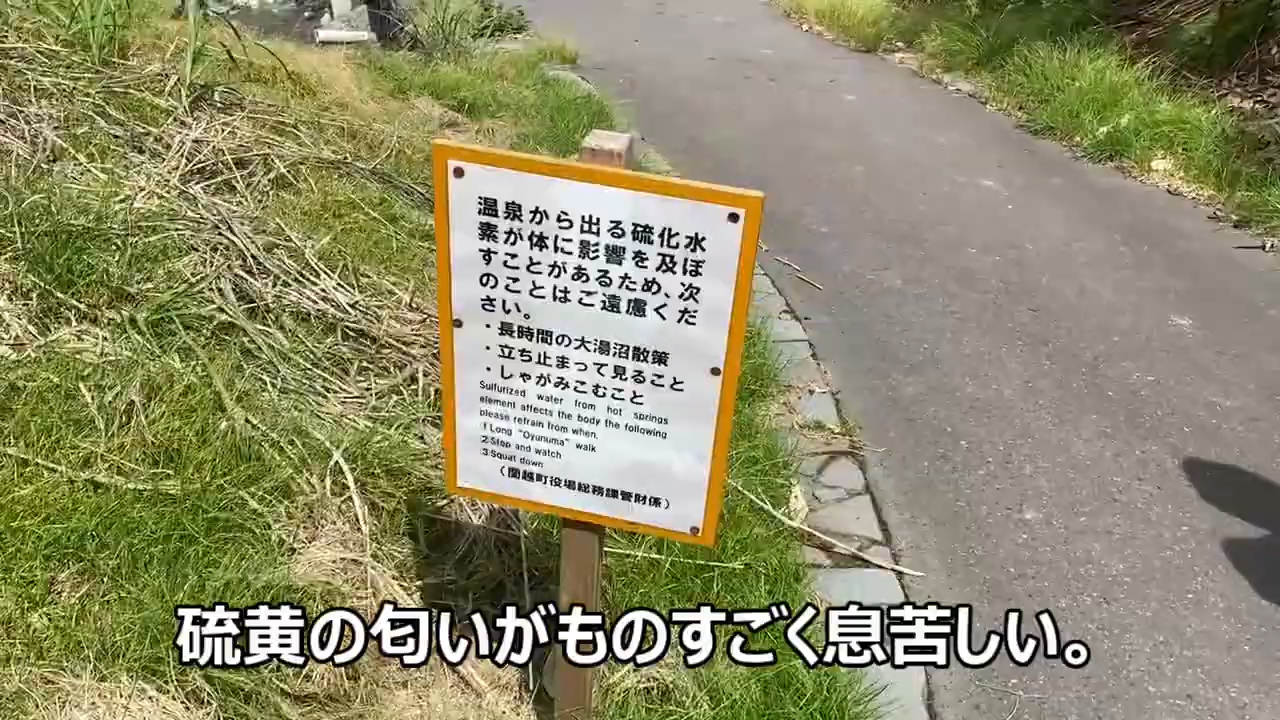 温泉から出る硫化水
素が体に影響を及ぼ
すことがあるため、次
のことはご遠慮くだ
さい。
・長時間の大湯沼散策
・立ち止まって見ること
・しゃがみこむこと
Sulfurized water from hot springs
element affects the body the following
please refrain from when.
1 Long "Oyunuma" walk
2 Stop and watch
3 Squat down
（蘭越町役場総務課管財係）
硫黄の匂いがものすごく息苦しい。